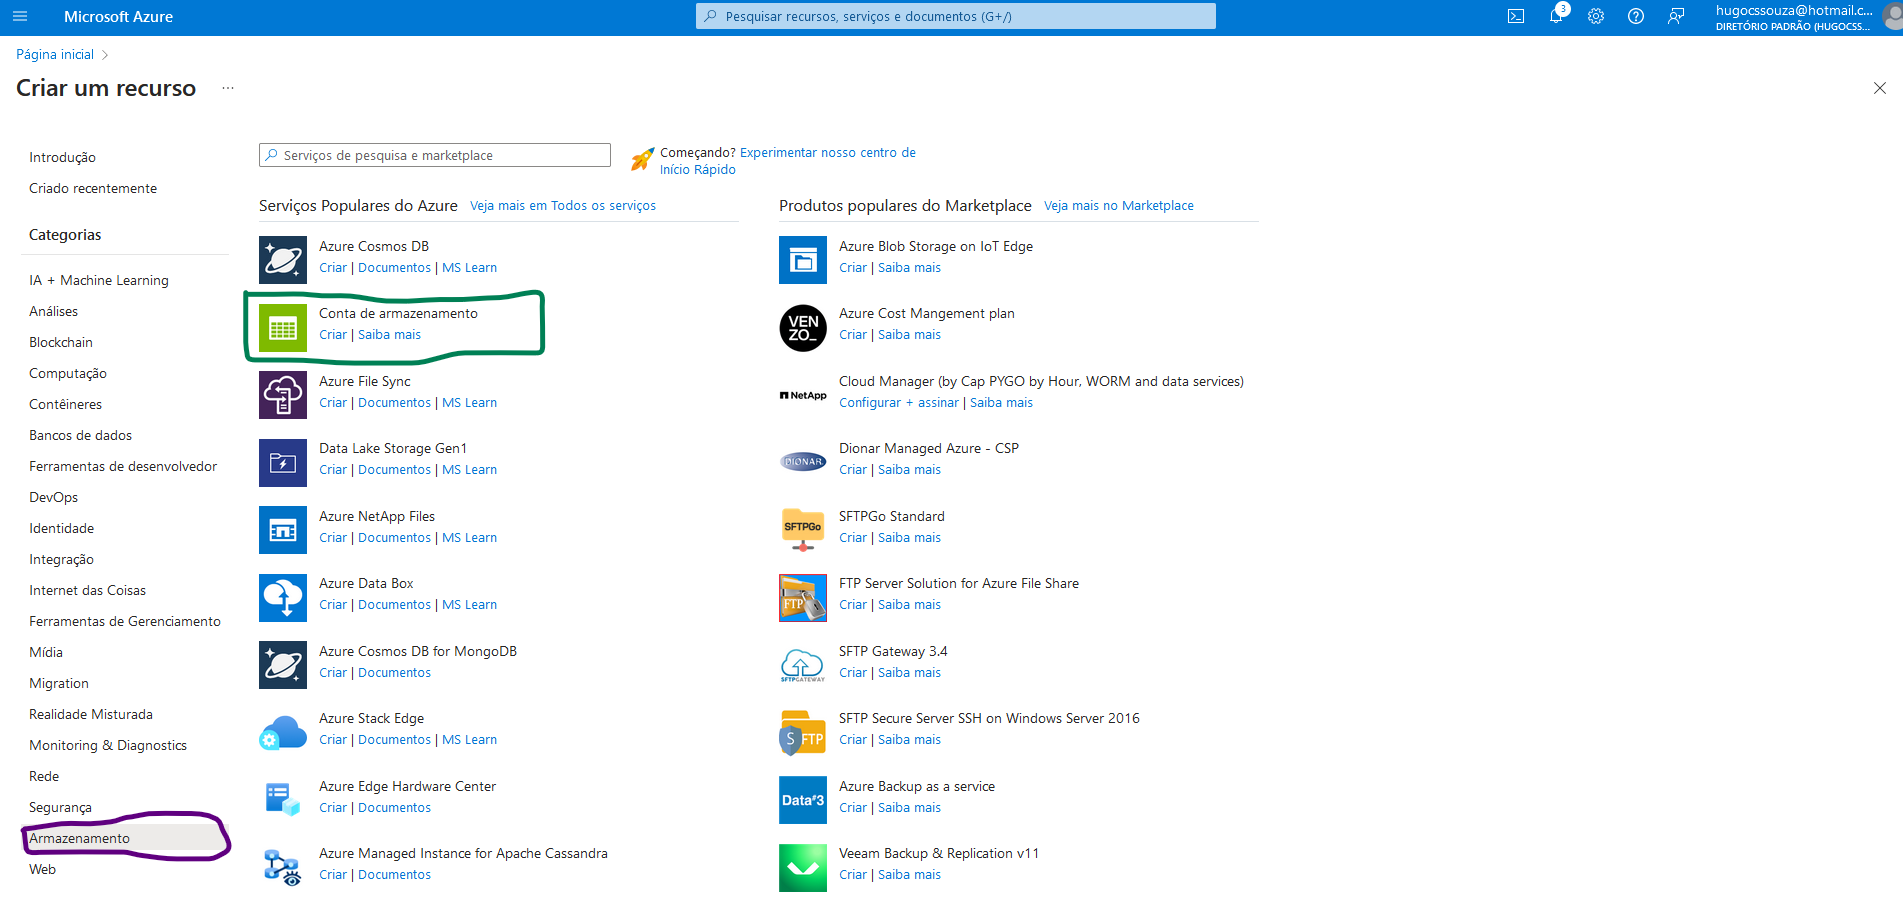 Microsoft Azure
Pesquisar recursos, serviços e documentos (G+/)
3
hugocssouza@hotmail.c...
DIRETÓRIO PADRÃO (HUGOCSS...
Página inicial
Criar um recurso
...
Introdução
Criado recentemente
Categorias
IA + Machine Learning
Análises
Blockchain
Computação
Contêineres
Bancos de dados
Ferramentas de desenvolvedor
DevOps
Identidade
Integração
Internet das Coisas
Ferramentas de Gerenciamento
Mídia
Migration
Realidade Misturada
Monitoring & Diagnostics
Rede
Segurança
Armazenamento
Web
Serviços de pesquisa e marketplace
Começando? Experimentar nosso centro de
Início Rápido
Serviços Populares do Azure Veja mais em Todos os serviços
Azure Cosmos DB
Criar | Documentos | MS Learn
Conta de armazenamento
Criar | Saiba mais
Azure File Sync
Criar | Documentos | MS Learn
Data Lake Storage Gen1
Criar | Documentos | MS Learn
Azure NetApp Files
Criar | Documentos | MS Learn
Azure Data Box
Criar | Documentos | MS Learn
Azure Cosmos DB for MongoDB
Criar | Documentos
Azure Stack Edge
Criar | Documentos | MS Learn
Azure Edge Hardware Center
Criar | Documentos
Azure Managed Instance for Apache Cassandra
Criar | Documentos
Produtos populares do Marketplace Veja mais no Marketplace
Azure Blob Storage on IoT Edge
Criar | Saiba mais
VEN
ZO_
Azure Cost Mangement plan
Criar | Saiba mais
NetApp
Cloud Manager (by Cap PYGO by Hour, WORM and data services)
Configurar + assinar | Saiba mais
DIONAR
Dionar Managed Azure - CSP
Criar | Saiba mais
SFTPGo
SFTPGo Standard
Criar | Saiba mais
FTP
FTP Server Solution for Azure File Share
Criar | Saiba mais
SFTPGATEWAY
SFTP Gateway 3.4
Criar | Saiba mais
SFTP
SFTP Secure Server SSH on Windows Server 2016
Criar | Saiba mais
Data#3
Azure Backup as a service
Criar | Saiba mais
Veeam Backup & Replication v11
Criar | Saiba mais